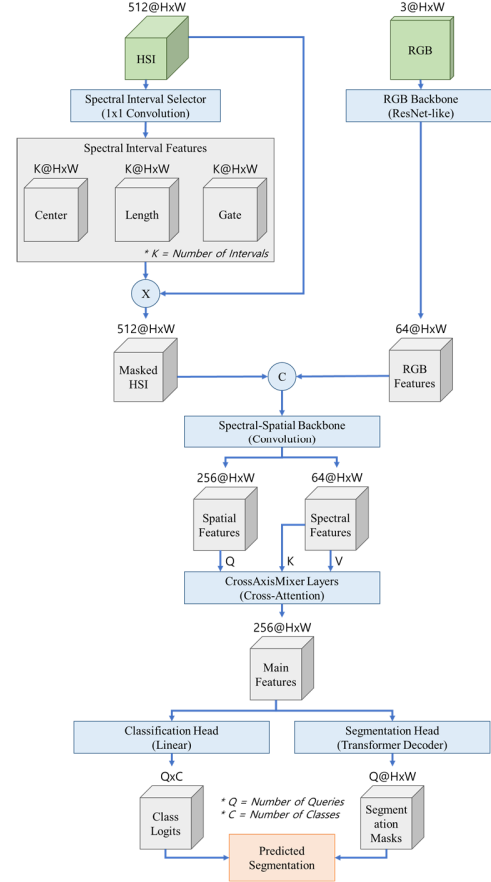 512@HxW
3@HxW
HSI
RGB
Spectral Interval Selector
(1x1 Convolution)
RGB Backbone
(ResNet-like)
Spectral Interval Features
K@HxW
K@HxW
K@HxW
Center
Length
Gate
* K = Number of Intervals
X
512@HxW
64@HxW
Masked
HSI
C
RGB
Features
Spectral-Spatial Backbone
(Convolution)
256@HxW
64@HxW
Spatial
Features
Spectral
Features
Q
K
V
CrossAxisMixer Layers
(Cross-Attention)
256@HxW
Main
Features
Classification Head
(Linear)
Segmentation Head
(Transformer Decoder)
QxC
Q@HxW
Class
Logits
* Q = Number of Queries
* C = Number of Classes
Segment
ation
Masks
Predicted
Segmentation